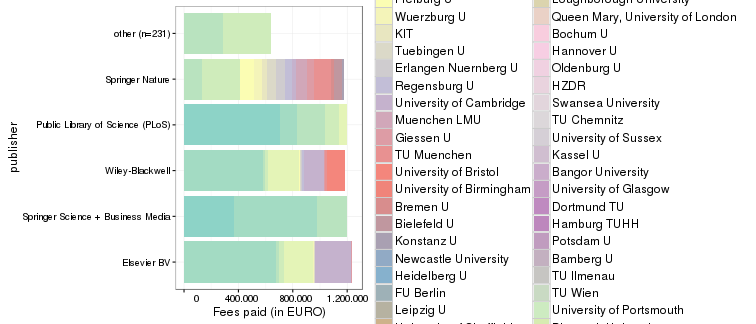 other (n=231)
Springer Nature
Public Library of Science (PLoS)
Wiley-Blackwell
Springer Science + Business Media
Elsevier BV
publisher
0
400.000
800.000
1.200.000
Fees paid (in EURO)
Freiburg U
Wuerzburg U
KIT
Tuebingen U
Erlangen Nuernberg U
Regensburg U
University of Cambridge
Muenchen LMU
Giessen U
TU Muenchen
University of Bristol
University of Birmingham
Bremen U
Bielefeld U
Konstanz U
Newcastle University
Heidelberg U
FU Berlin
Leipzig U
Loughborough University
Queen Mary, University of London
Bochum U
Hannover U
Oldenburg U
HZDR
Swansea University
TU Chemnitz
University of Sussex
Kassel U
Bangor University
University of Glasgow
Dortmund TU
Hamburg TUHH
Potsdam U
Bamberg U
TU Ilmenau
TU Wien
University of Portsmouth